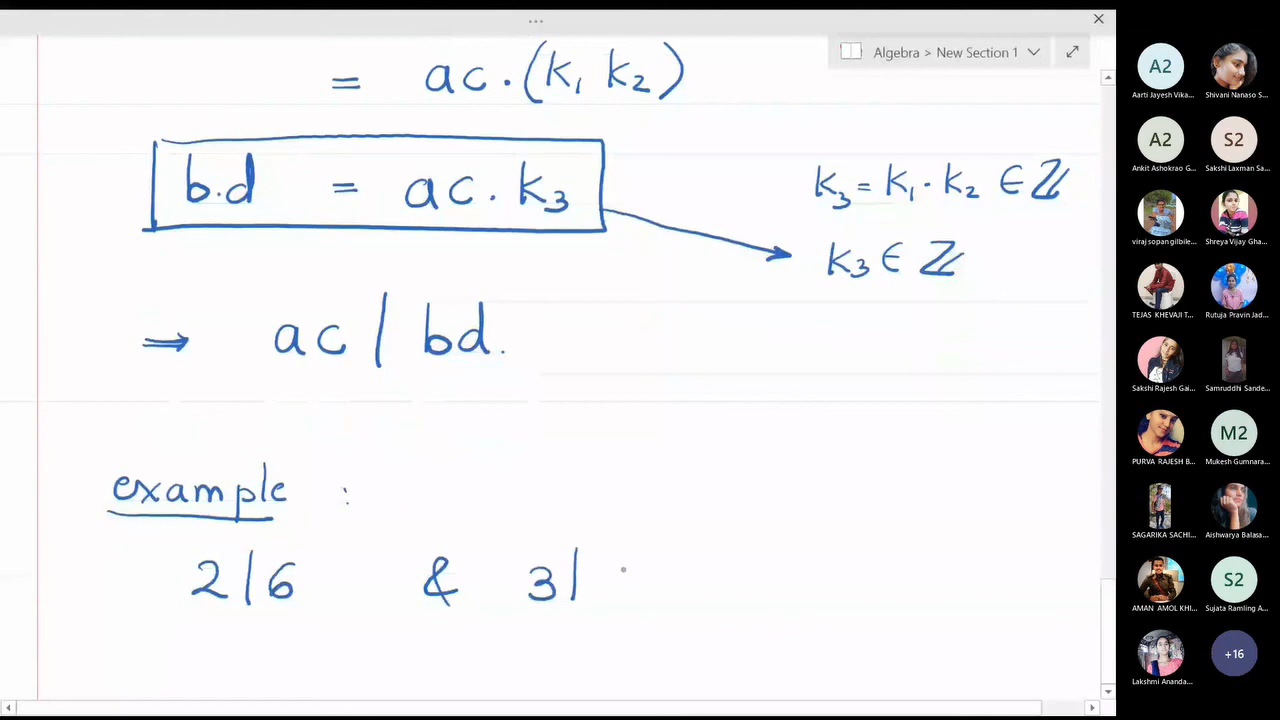 Algebra > New Section 1
= ac · (k₁ k₂)
b.d = ac. k₃
k₃ = k₁ · k₂ ∈ ℤ
k₃ ∈ ℤ
⇒ ac | bd.
example :
2|6 & 3|
A2 
Aarti Jayesh Vika... Shivani Nanaso S...
A2 S2
Ankit Ashokrao G... Sakshi Laxman Sa...
viraj sopan gilbile Shreya Vijay Gha...
TEJAS KHEVAJI T... Rutuja Pravin Jad...
Sakshi Rajesh Gai... Samruddhi Sande...
M2
PURVA RAJESH B... Mukesh Gumnara...
SAGARIKA SACHI... Aishwarya Balasa...
S2
AMAN AMOL KHI... Sujata Ramling A...
+16
Lakshmi Ananda...